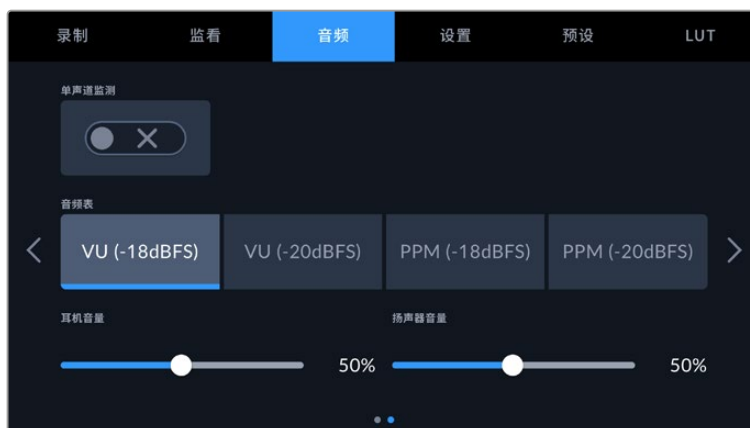 录制 监看 音频 设置 预设 LUT
单声道监测
音频表
VU (-18dBFS) VU (-20dBFS) PPM (-18dBFS) PPM (-20dBFS)
耳机音量 扬声器音量
50% 50%